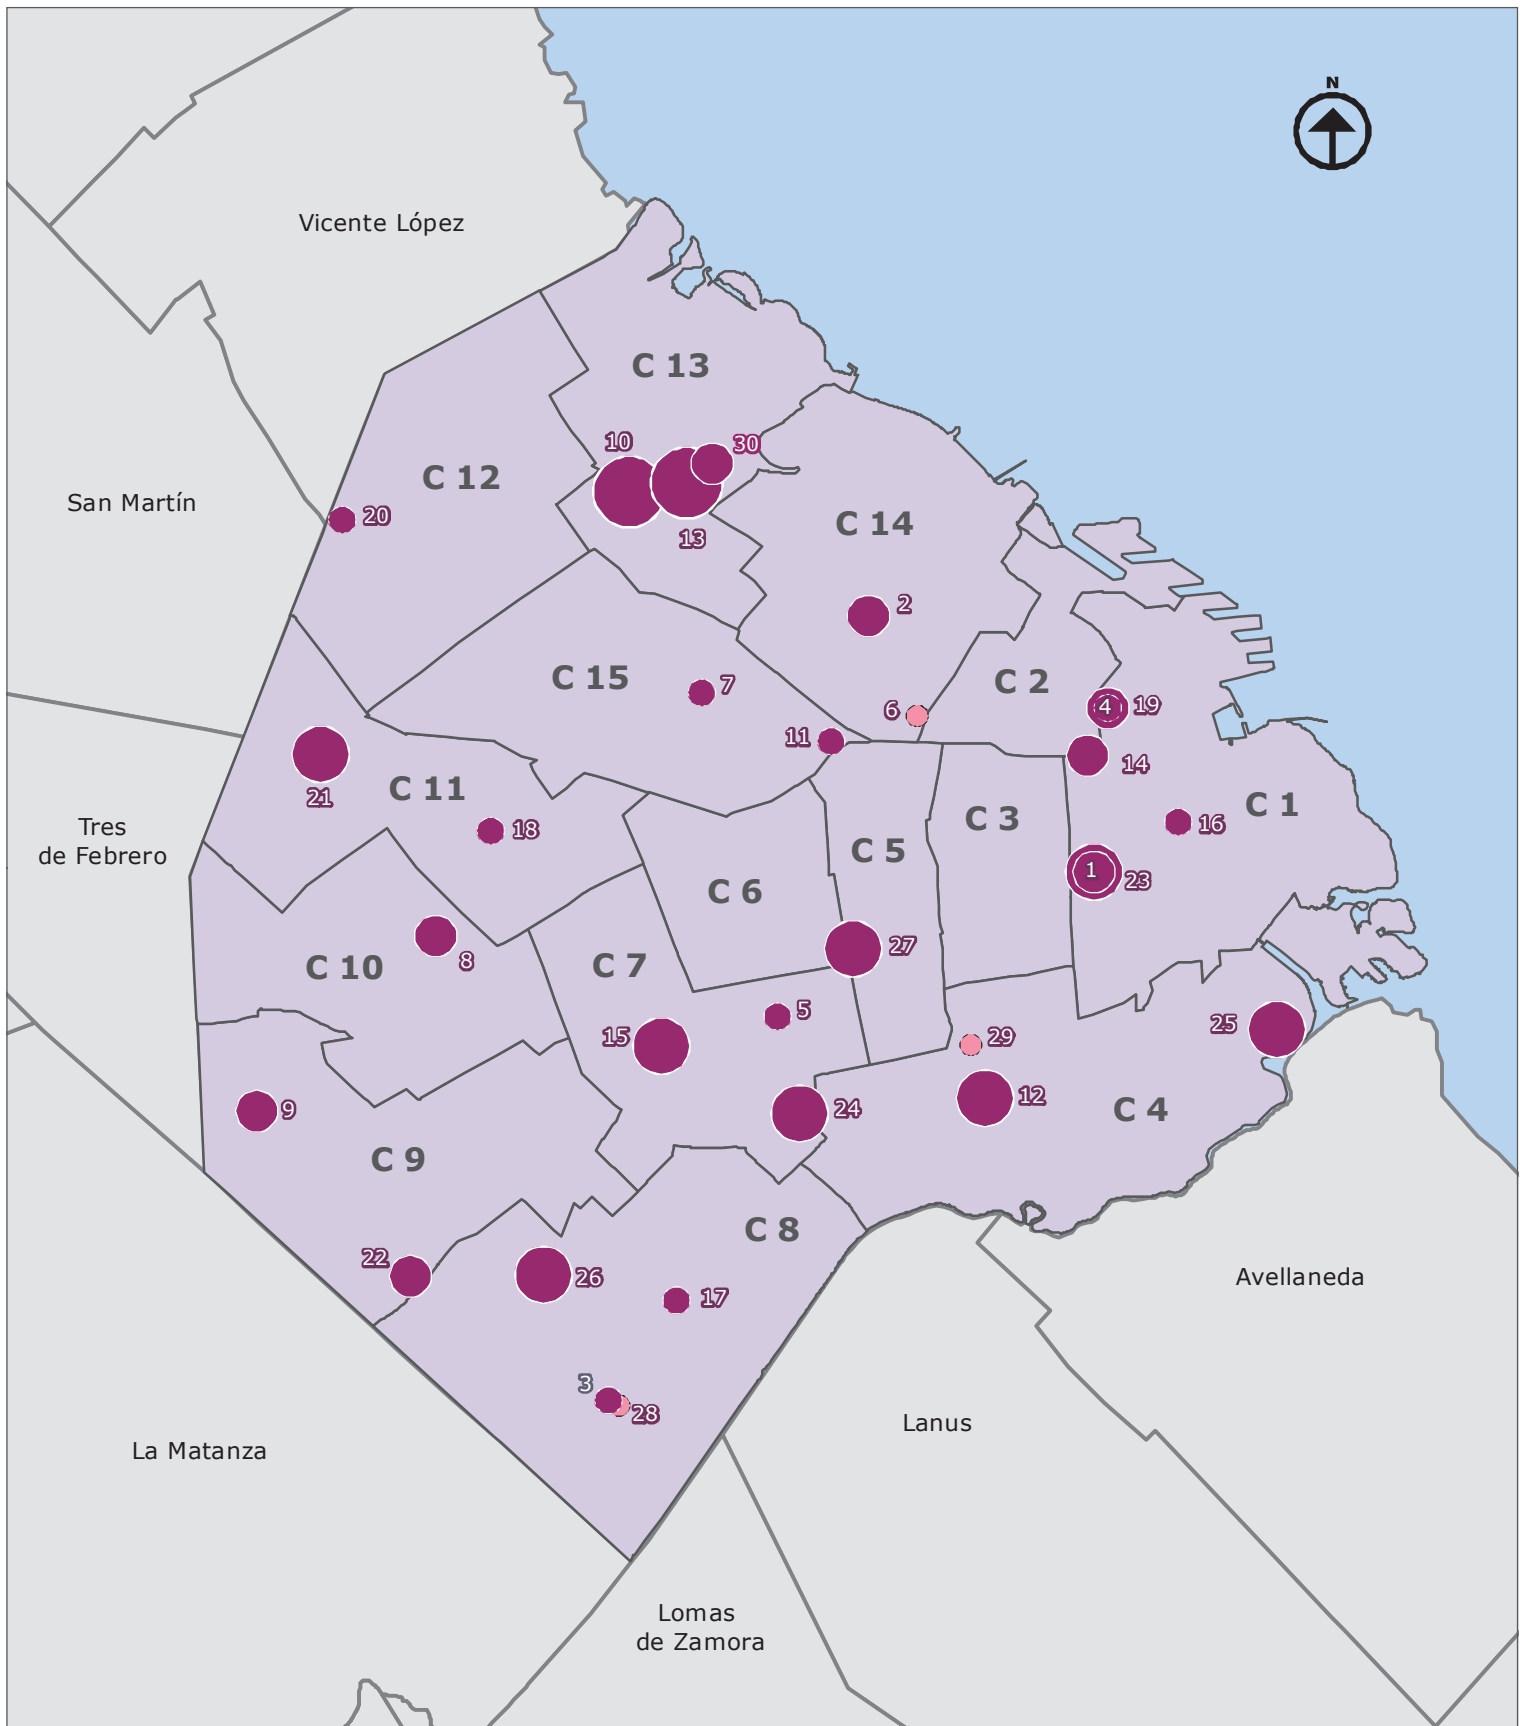 N
Vicente López
C 13
10
30
C 12
San Martín
20
13
C 14
2
C 15
7
C 2
6
4
19
11
14
21
C 11
C 1
C 3
16
Tres
de Febrero
18
C 5
1
23
C 6
8
27
C 10
C 7
5
25
15
29
12
24
9
C 4
C 9
C 8
22
26
Avellaneda
17
3
28
Lanus
La Matanza
Lomas
de Zamora